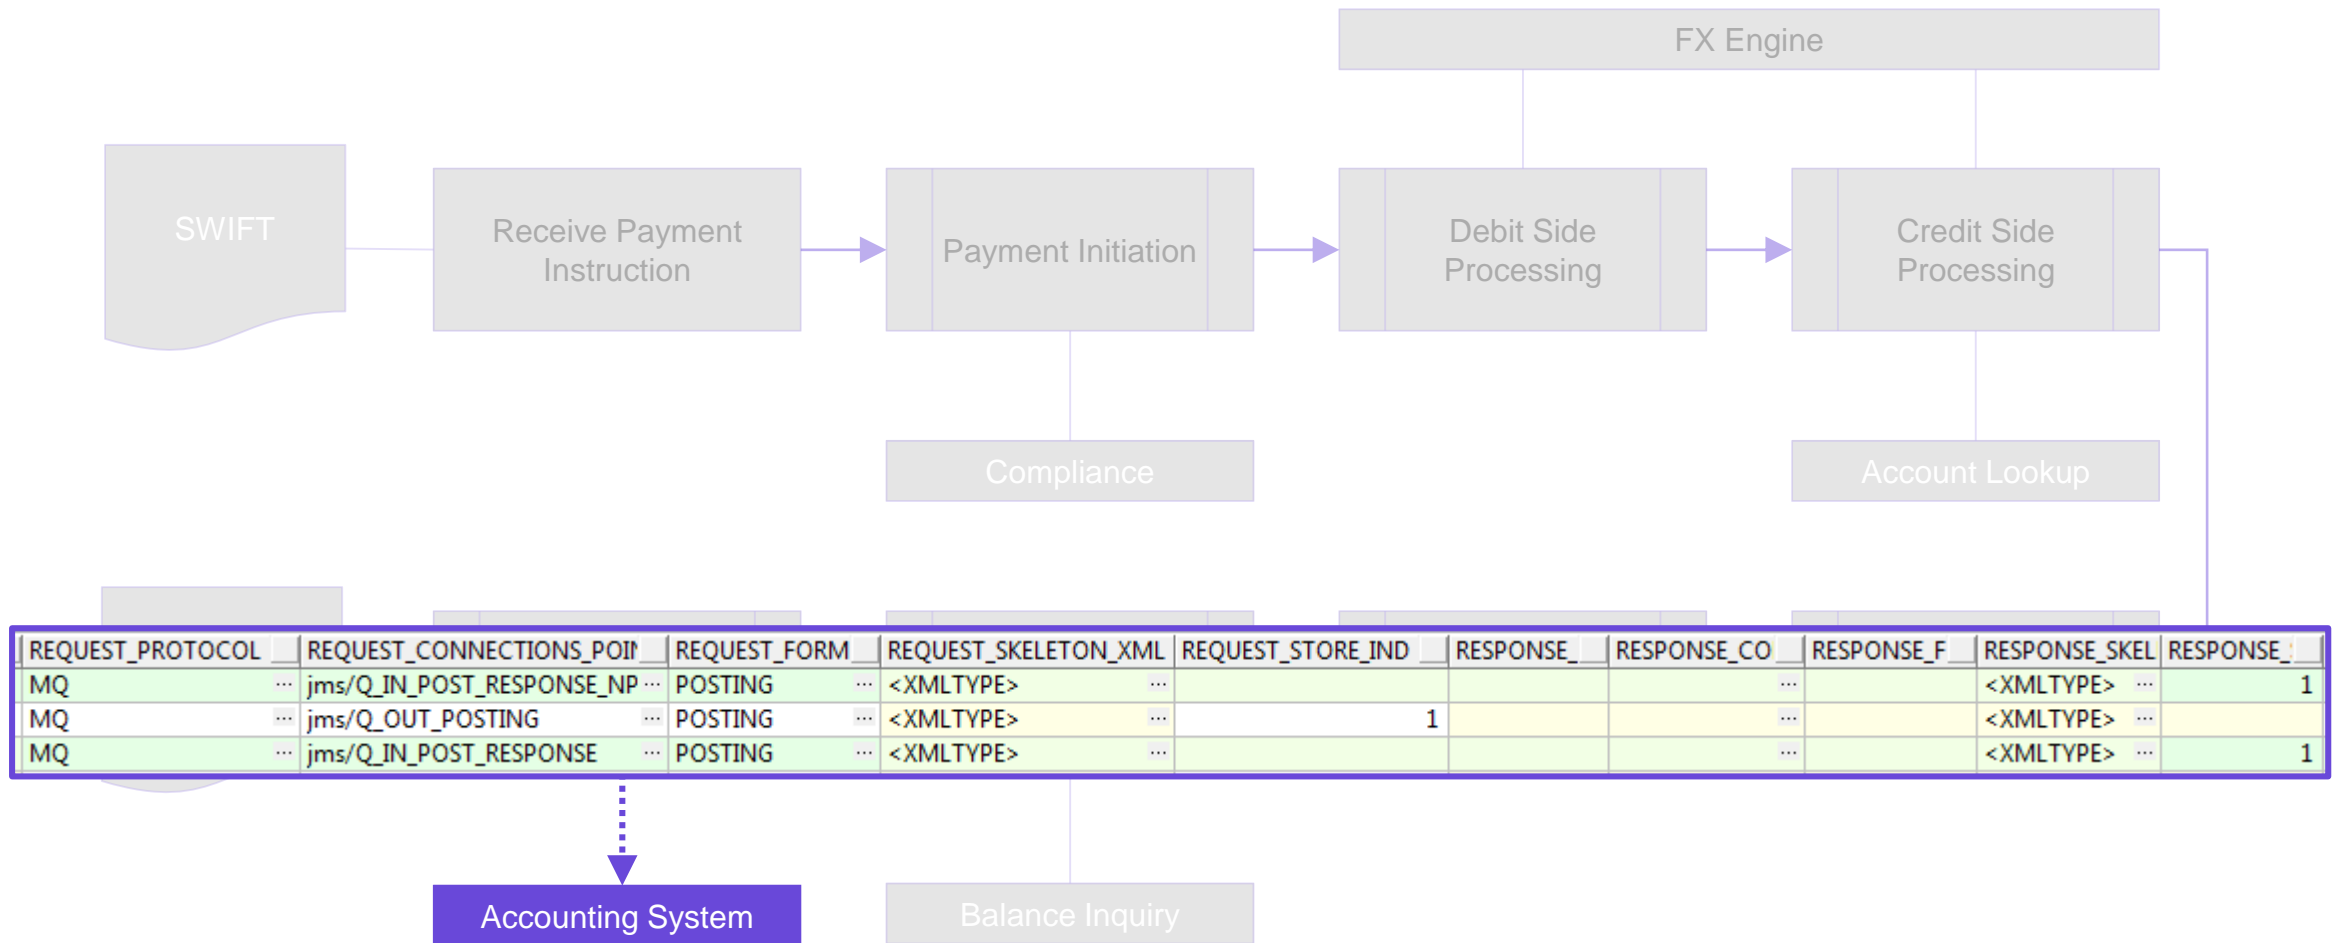 FX Engine
SWIFT
Receive Payment
Instruction
Payment Initiation
Debit Side
Processing
Credit Side
Processing
Compliance
Account Lookup
REQUEST_PROTOCOL REQUEST_CONNECTIONS_POI REQUEST_FORM REQUEST_SKELETON_XML REQUEST_STORE_IND RESPONSE_ RESPONSE_CO RESPONSE_F RESPONSE_SKEL RESPONSE_
MQ ... jms/Q_IN_POST_RESPONSE_NP ... POSTING ... <XMLTYPE> ... ... <XMLTYPE> ... 1
MQ ... jms/Q_OUT_POSTING ... POSTING ... <XMLTYPE> ... 1 ... <XMLTYPE> ...
MQ ... jms/Q_IN_POST_RESPONSE ... POSTING ... <XMLTYPE> ... ... <XMLTYPE> ... 1
Accounting System
Balance Inquiry